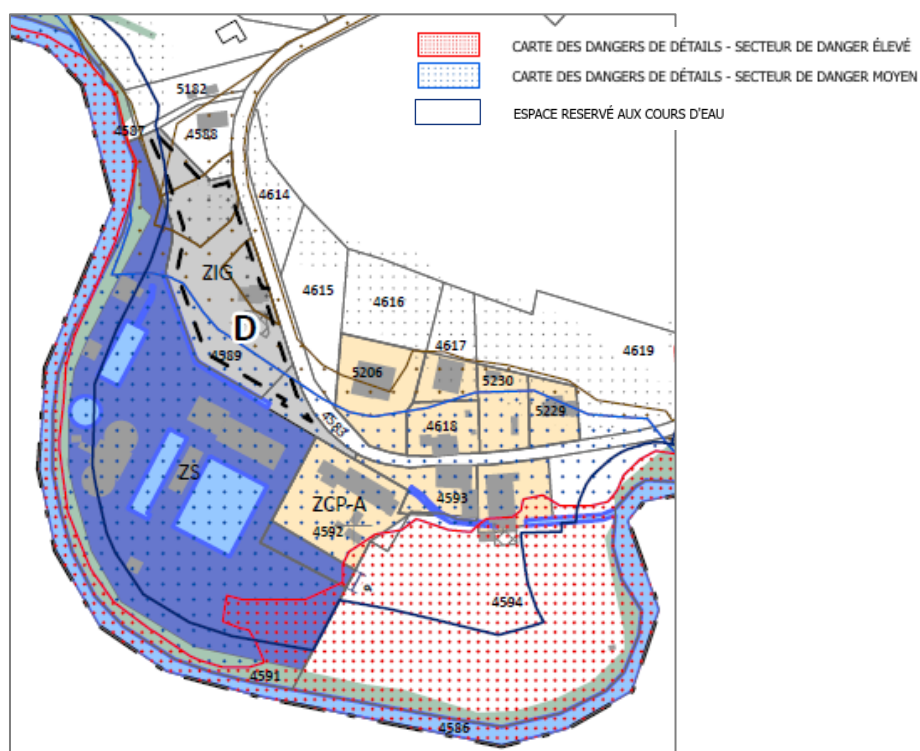 CARTE DES DANGERS DE DÉTAILS - SECTEUR DE DANGER ÉLEVÉ
CARTE DES DANGERS DE DÉTAILS - SECTEUR DE DANGER MOYEN
ESPACE RESERVÉ AUX COURS D'EAU
5182
4587
4588
4614
ZIG
4615
4616
D
4617
4619
4589
5206
5230
5229
4583
4618
ZS
ZCP-A
4593
4592
4594
4591
4586